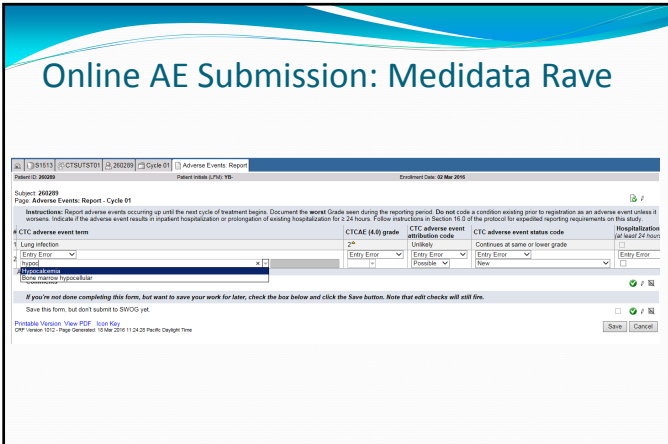 Online AE Submission: Medidata Rave
S1513 CTSUTST01 260289 Cycle 01 Adverse Events: Report
Patient ID: 260289 Patient Initials (LFM): YB- Enrollment Date: 02 Mar 2016
Subject: 260289
Page: Adverse Events: Report - Cycle 01
Instructions: Report adverse events occurring up until the next cycle of treatment begins. Document the worst Grade seen during the reporting period. Do not code a condition existing prior to registration as an adverse event unless it
worsens. Indicate if the adverse event results in inpatient hospitalization or prolongation of existing hospitalization for ≥ 24 hours. Follow instructions in Section 16.0 of the protocol for expedited reporting requirements on this study.
# CTC adverse event term CTCAE (4.0) grade CTC adverse event attribution code CTC adverse event status code Hospitalization (at least 24 hour
1 Lung infection 2 Unlikely Continues at same or lower grade
2 Entry Error Entry Error Entry Error Entry Error Entry Error
hypoc x Possible New
Hypocalcemia
Bone marrow hypocellular
Comments
If you're not done completing this form, but want to save your work for later, check the box below and click the Save button. Note that edit checks will still fire.
Save this form, but don't submit to SWOG yet.
Printable Version View PDF Icon Key
CRF Version 1012 - Page Generated: 18 Mar 2016 11:24:26 Pacific Daylight Time
Save Cancel